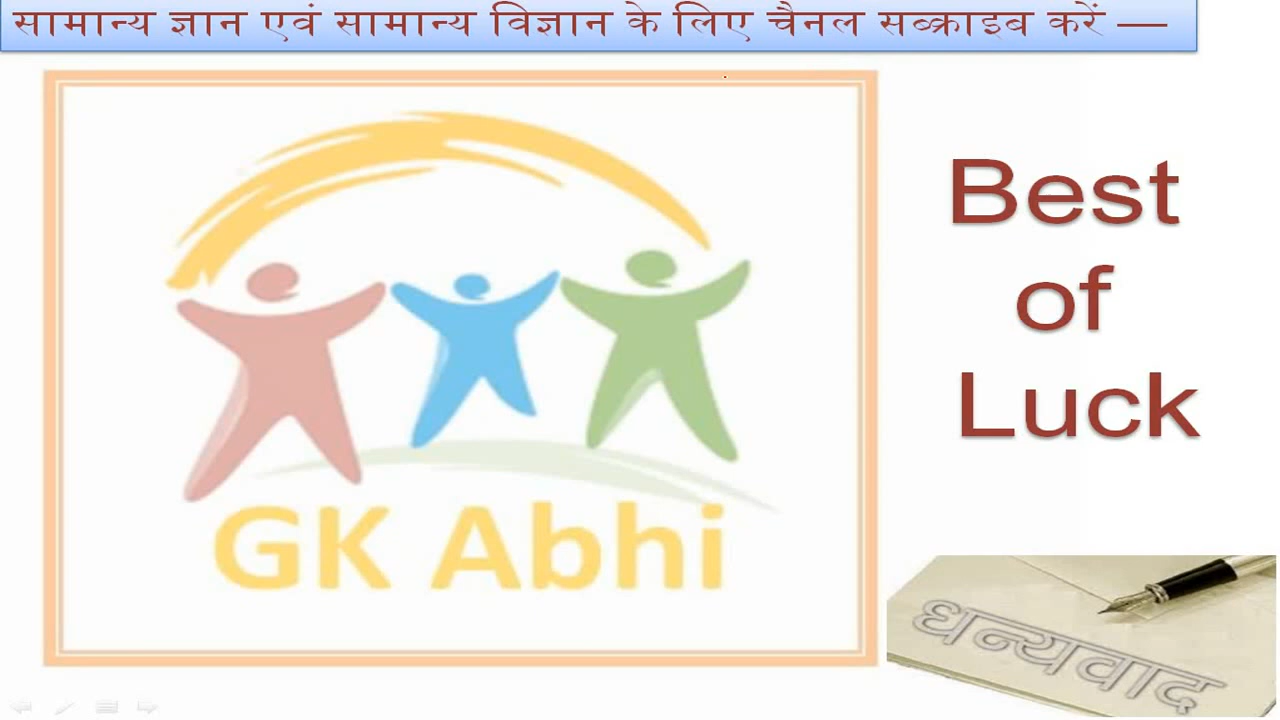 सामान्य ज्ञान एवं सामान्य विज्ञान के लिए चैनल सब्क्राइब करें —
GK Abhi
Best
of
Luck
धन्यवाद